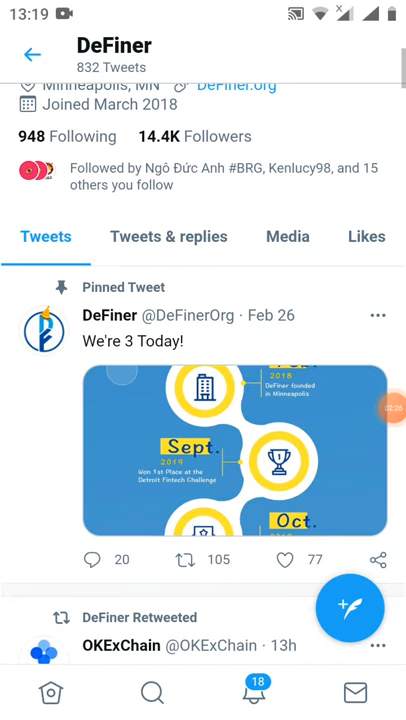 13:19
DeFiner
832 Tweets
Minneapolis, MN DeFiner.org
Joined March 2018
948 Following 14.4K Followers
Followed by Ngô Đức Anh #BRG, Kenlucy98, and 15
others you follow
Tweets Tweets & replies Media Likes
Pinned Tweet
DeFiner @DeFinerOrg · Feb 26
We're 3 Today!
2018
DeFiner founded
in Minneapolis
Sept.
2019
Won 1st Place at the
Detroit Fintech Challenge
Oct.
02:26
20 105 77
DeFiner Retweeted
OKExChain @OKExChain · 13h
18